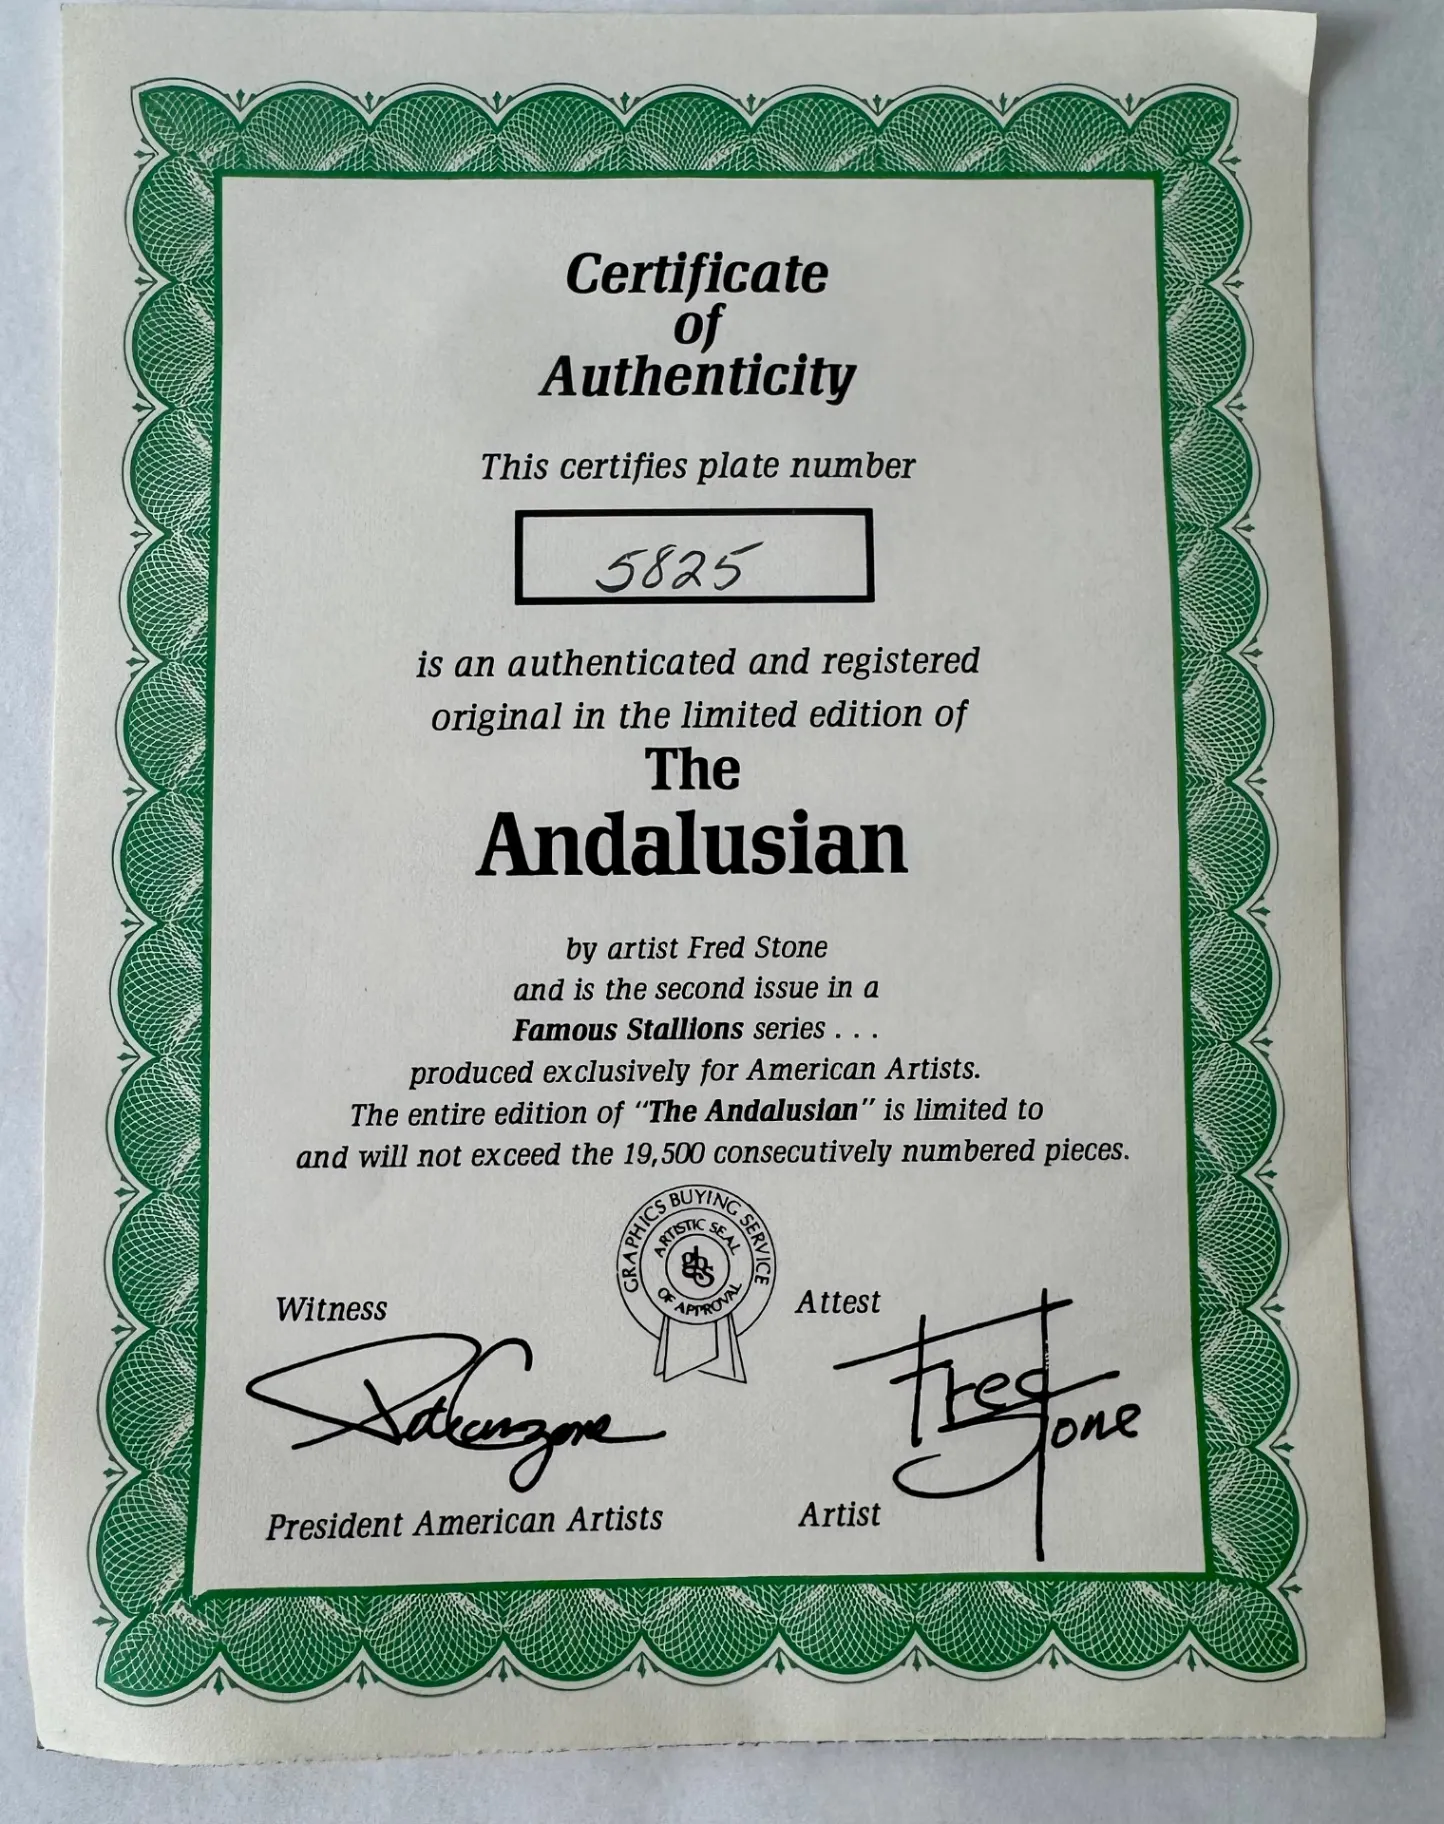 Certificate
of
Authenticity
This certifies plate number
5825
is an authenticated and registered
original in the limited edition of
The
Andalusian
by artist Fred Stone
and is the second issue in a
Famous Stallions series . . .
produced exclusively for American Artists.
The entire edition of "The Andalusian" is limited to
and will not exceed the 19,500 consecutively numbered pieces.
GRAPHICS BUYING SERVICE
ARTISTIC SEAL
gbs
OF APPROVAL
Witness
Attest
Fred Stone
President American Artists
Artist